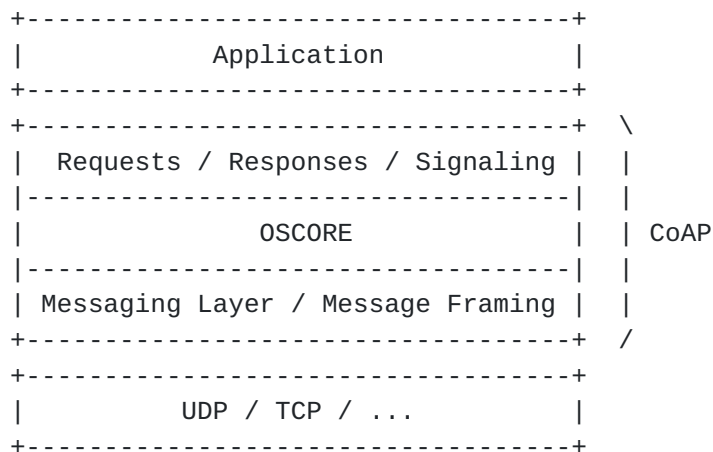 +-----------------------------------+
|            Application            |
+-----------------------------------+
+-----------------------------------+  \
|  Requests / Responses / Signaling |  |
|-----------------------------------|  |
|               OSCORE              |  | CoAP
|-----------------------------------|  |
| Messaging Layer / Message Framing |  |
+-----------------------------------+  /
+-----------------------------------+
|          UDP / TCP / ...          |
+-----------------------------------+